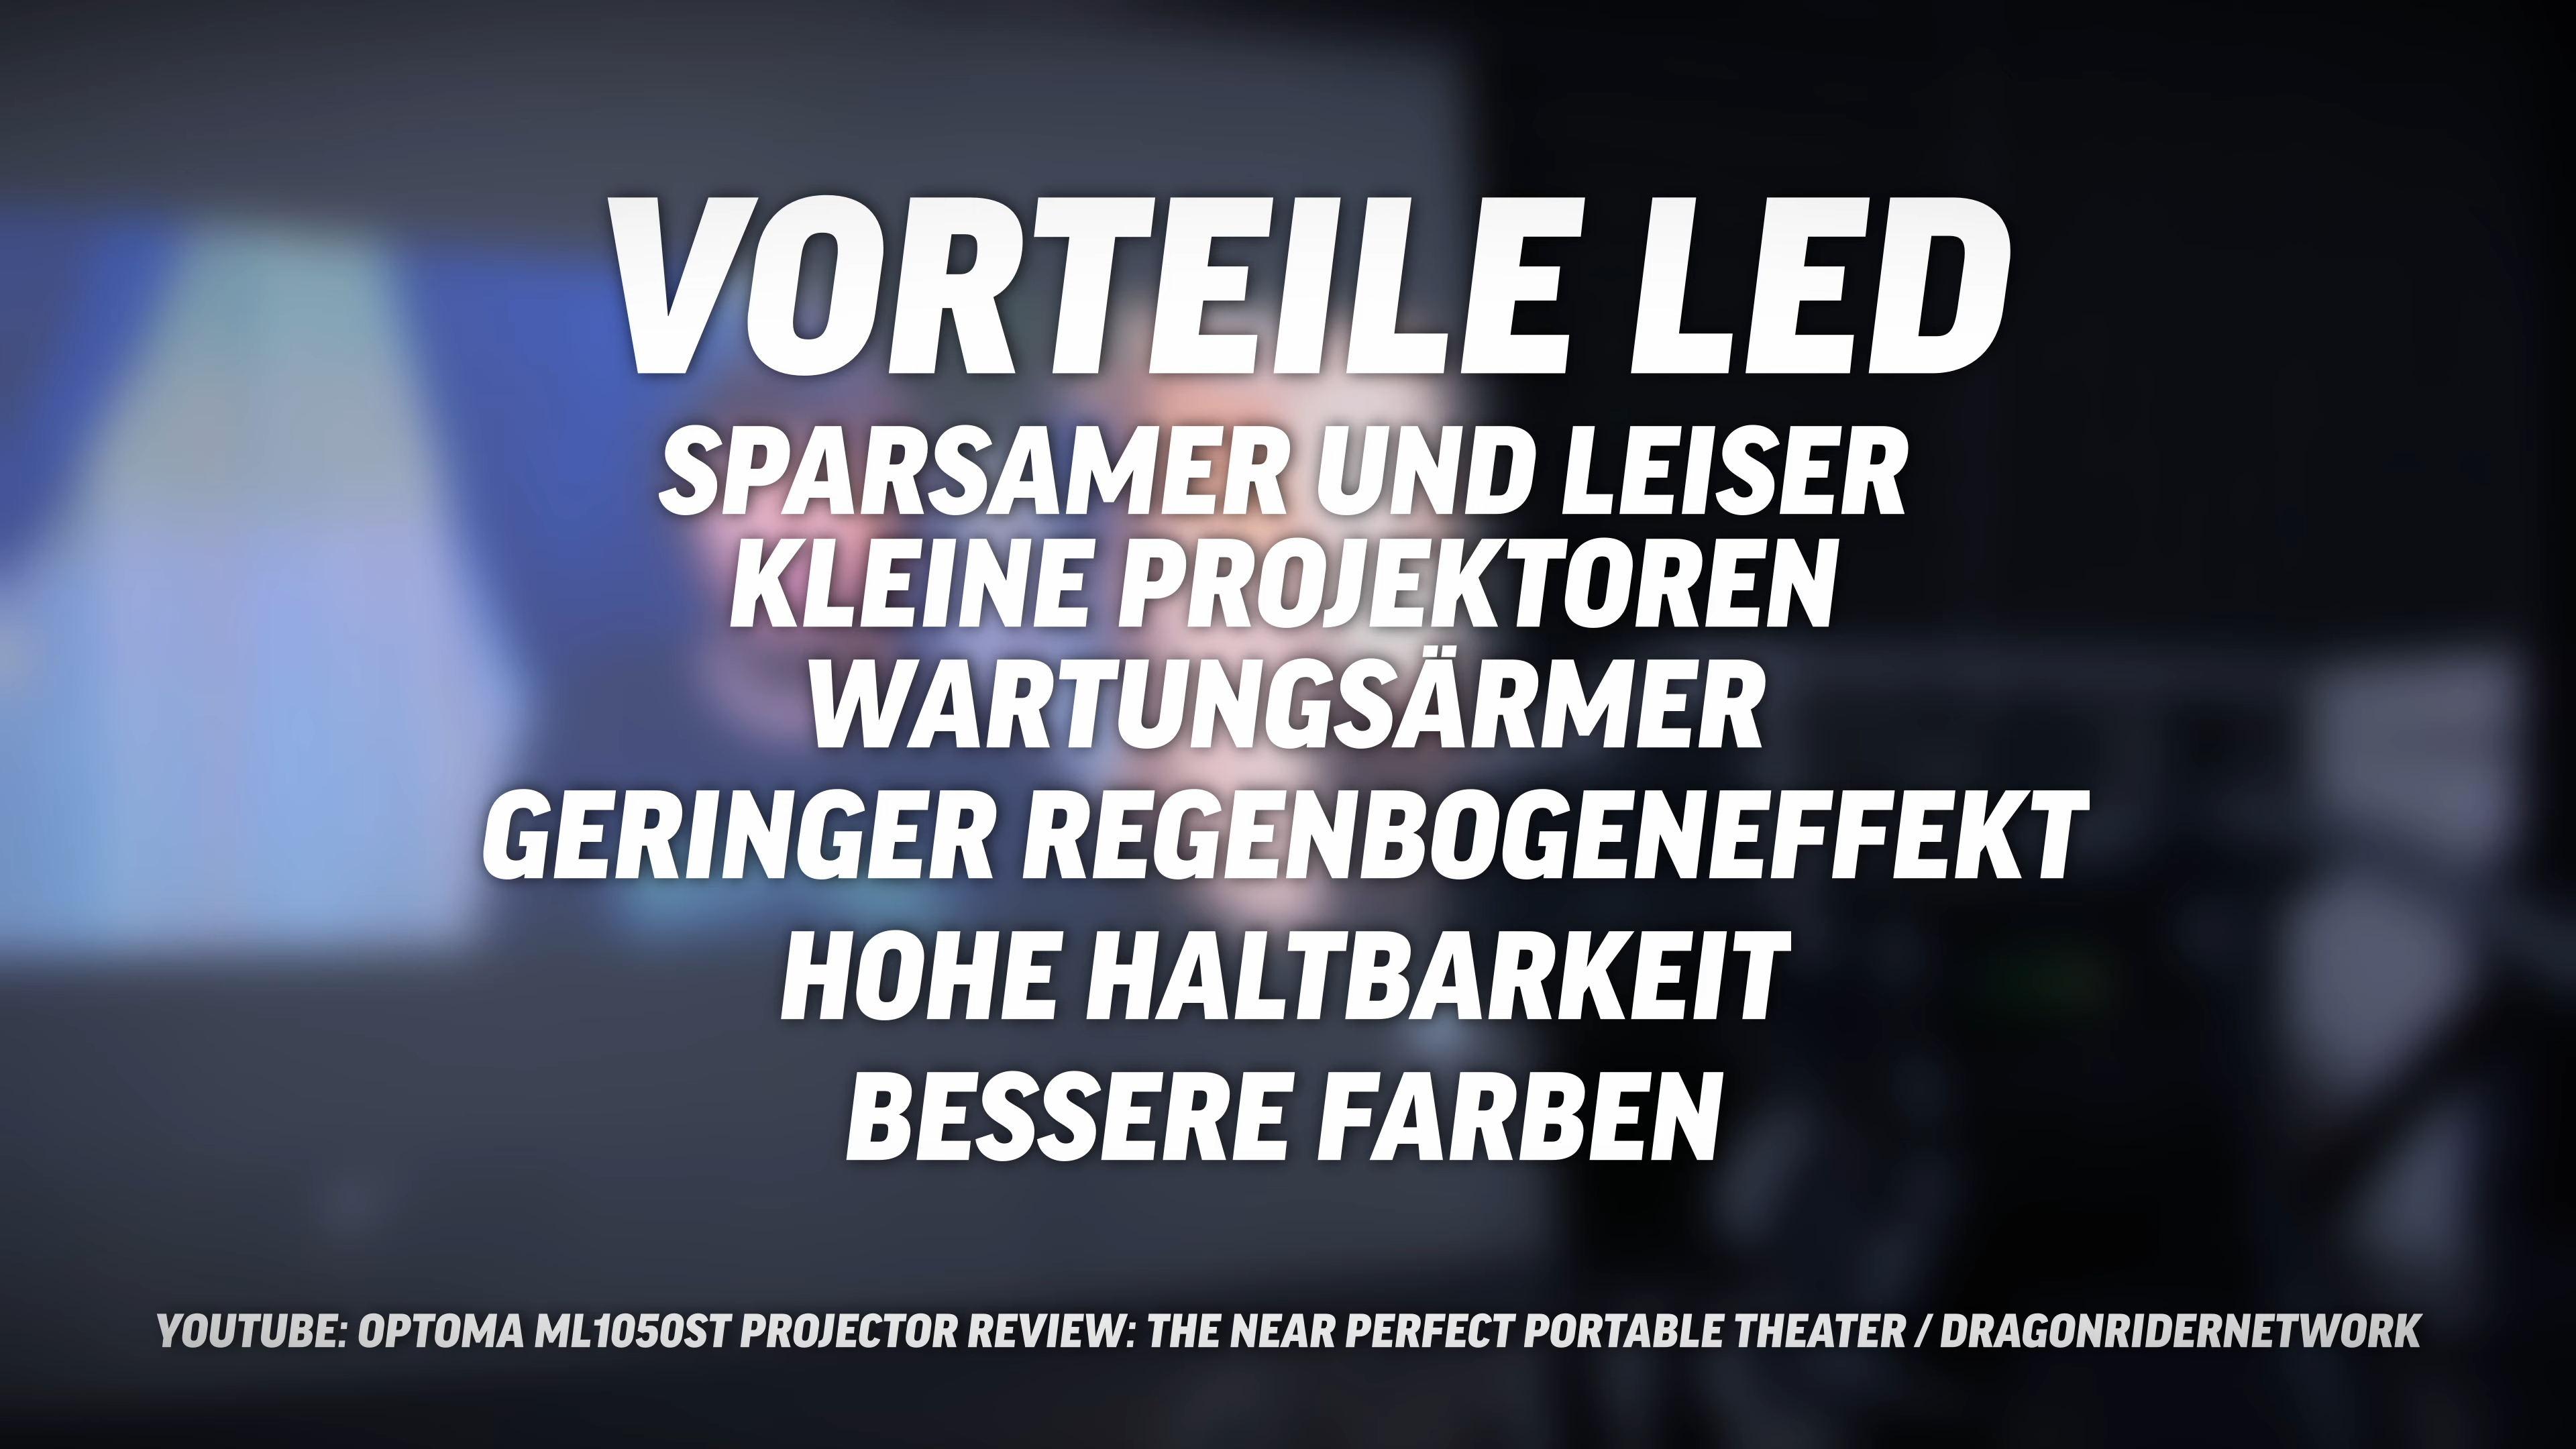 VORTEILE LED
SPARSAMER UND LEISER
KLEINE PROJEKTOREN
WARTUNGSÄRMER
GERINGER REGENBOGENEFFEKT
HOHE HALTBARKEIT
BESSERE FARBEN
YOUTUBE: OPTOMA ML1050ST PROJECTOR REVIEW: THE NEAR PERFECT PORTABLE THEATER / DRAGONRIDERNETWORK